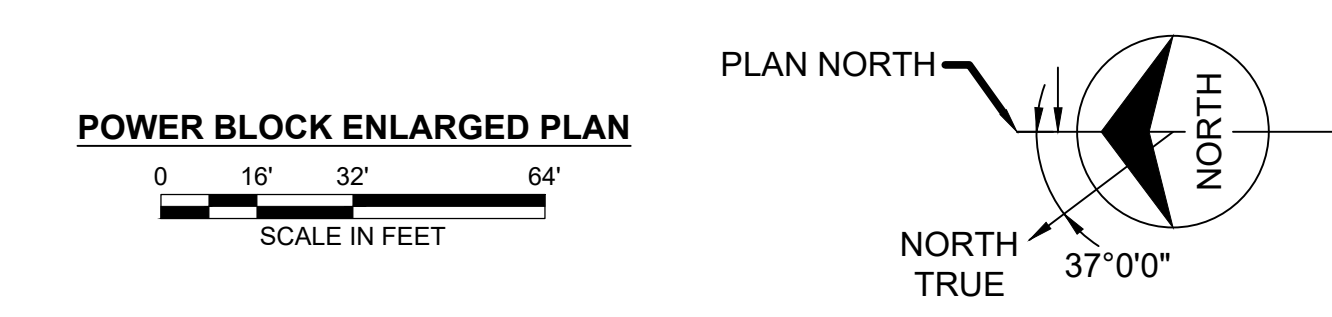 POWER BLOCK ENLARGED PLAN
0 16' 32' 64'
SCALE IN FEET
PLAN NORTH
NORTH
NORTH
TRUE
37°0'0"